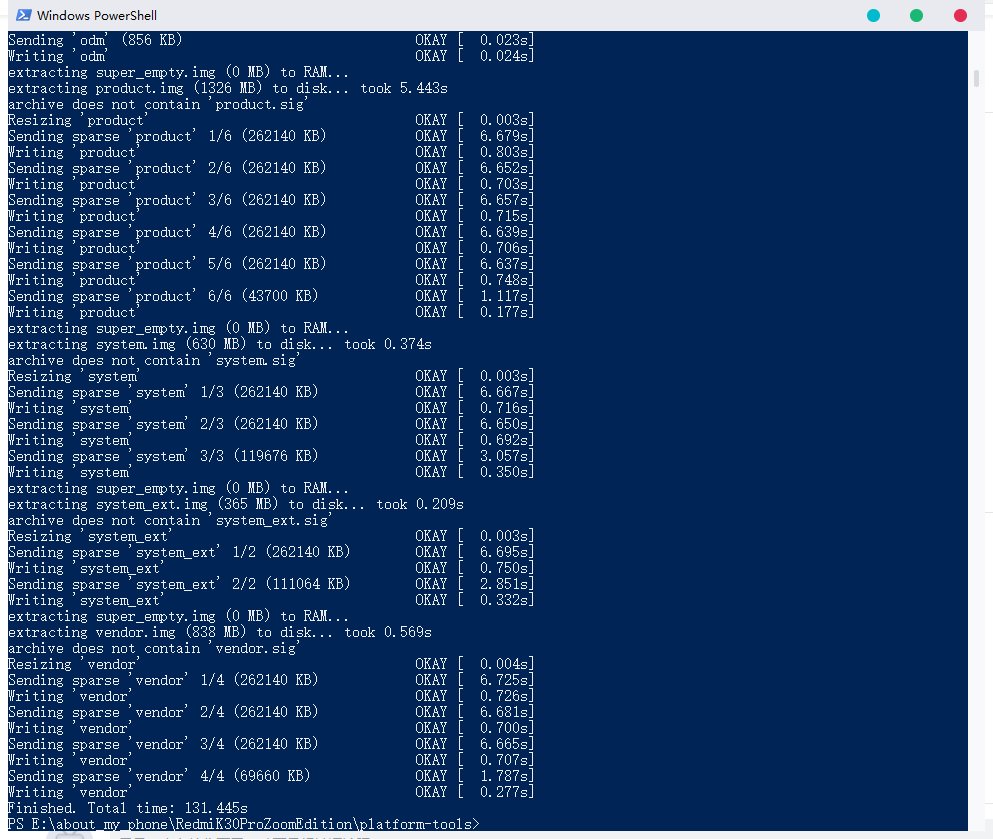 Windows PowerShell
Sending 'odm' (856 KB)                             OKAY [  0.023s]
Writing 'odm'                                      OKAY [  0.024s]
extracting super_empty.img (0 MB) to RAM...
extracting product.img (1326 MB) to disk... took 5.443s
archive does not contain 'product.sig'
Resizing 'product'                                 OKAY [  0.003s]
Sending sparse 'product' 1/6 (262140 KB)           OKAY [  6.679s]
Writing 'product'                                  OKAY [  0.803s]
Sending sparse 'product' 2/6 (262140 KB)           OKAY [  6.652s]
Writing 'product'                                  OKAY [  0.703s]
Sending sparse 'product' 3/6 (262140 KB)           OKAY [  6.657s]
Writing 'product'                                  OKAY [  0.715s]
Sending sparse 'product' 4/6 (262140 KB)           OKAY [  6.639s]
Writing 'product'                                  OKAY [  0.706s]
Sending sparse 'product' 5/6 (262140 KB)           OKAY [  6.637s]
Writing 'product'                                  OKAY [  0.748s]
Sending sparse 'product' 6/6 (43700 KB)            OKAY [  1.117s]
Writing 'product'                                  OKAY [  0.177s]
extracting super_empty.img (0 MB) to RAM...
extracting system.img (630 MB) to disk... took 0.374s
archive does not contain 'system.sig'
Resizing 'system'                                  OKAY [  0.003s]
Sending sparse 'system' 1/3 (262140 KB)            OKAY [  6.667s]
Writing 'system'                                   OKAY [  0.716s]
Sending sparse 'system' 2/3 (262140 KB)            OKAY [  6.650s]
Writing 'system'                                   OKAY [  0.692s]
Sending sparse 'system' 3/3 (119676 KB)            OKAY [  3.057s]
Writing 'system'                                   OKAY [  0.350s]
extracting super_empty.img (0 MB) to RAM...
extracting system_ext.img (365 MB) to disk... took 0.209s
archive does not contain 'system_ext.sig'
Resizing 'system_ext'                              OKAY [  0.003s]
Sending sparse 'system_ext' 1/2 (262140 KB)        OKAY [  6.695s]
Writing 'system_ext'                               OKAY [  0.750s]
Sending sparse 'system_ext' 2/2 (111064 KB)        OKAY [  2.851s]
Writing 'system_ext'                               OKAY [  0.332s]
extracting super_empty.img (0 MB) to RAM...
extracting vendor.img (838 MB) to disk... took 0.569s
archive does not contain 'vendor.sig'
Resizing 'vendor'                                  OKAY [  0.004s]
Sending sparse 'vendor' 1/4 (262140 KB)            OKAY [  6.725s]
Writing 'vendor'                                   OKAY [  0.726s]
Sending sparse 'vendor' 2/4 (262140 KB)            OKAY [  6.681s]
Writing 'vendor'                                   OKAY [  0.700s]
Sending sparse 'vendor' 3/4 (262140 KB)            OKAY [  6.665s]
Writing 'vendor'                                   OKAY [  0.707s]
Sending sparse 'vendor' 4/4 (69660 KB)             OKAY [  1.787s]
Writing 'vendor'                                   OKAY [  0.277s]
Finished. Total time: 131.445s
PS E:\about_my_phone\RedmiK30ProZoomEdition\platform-tools>